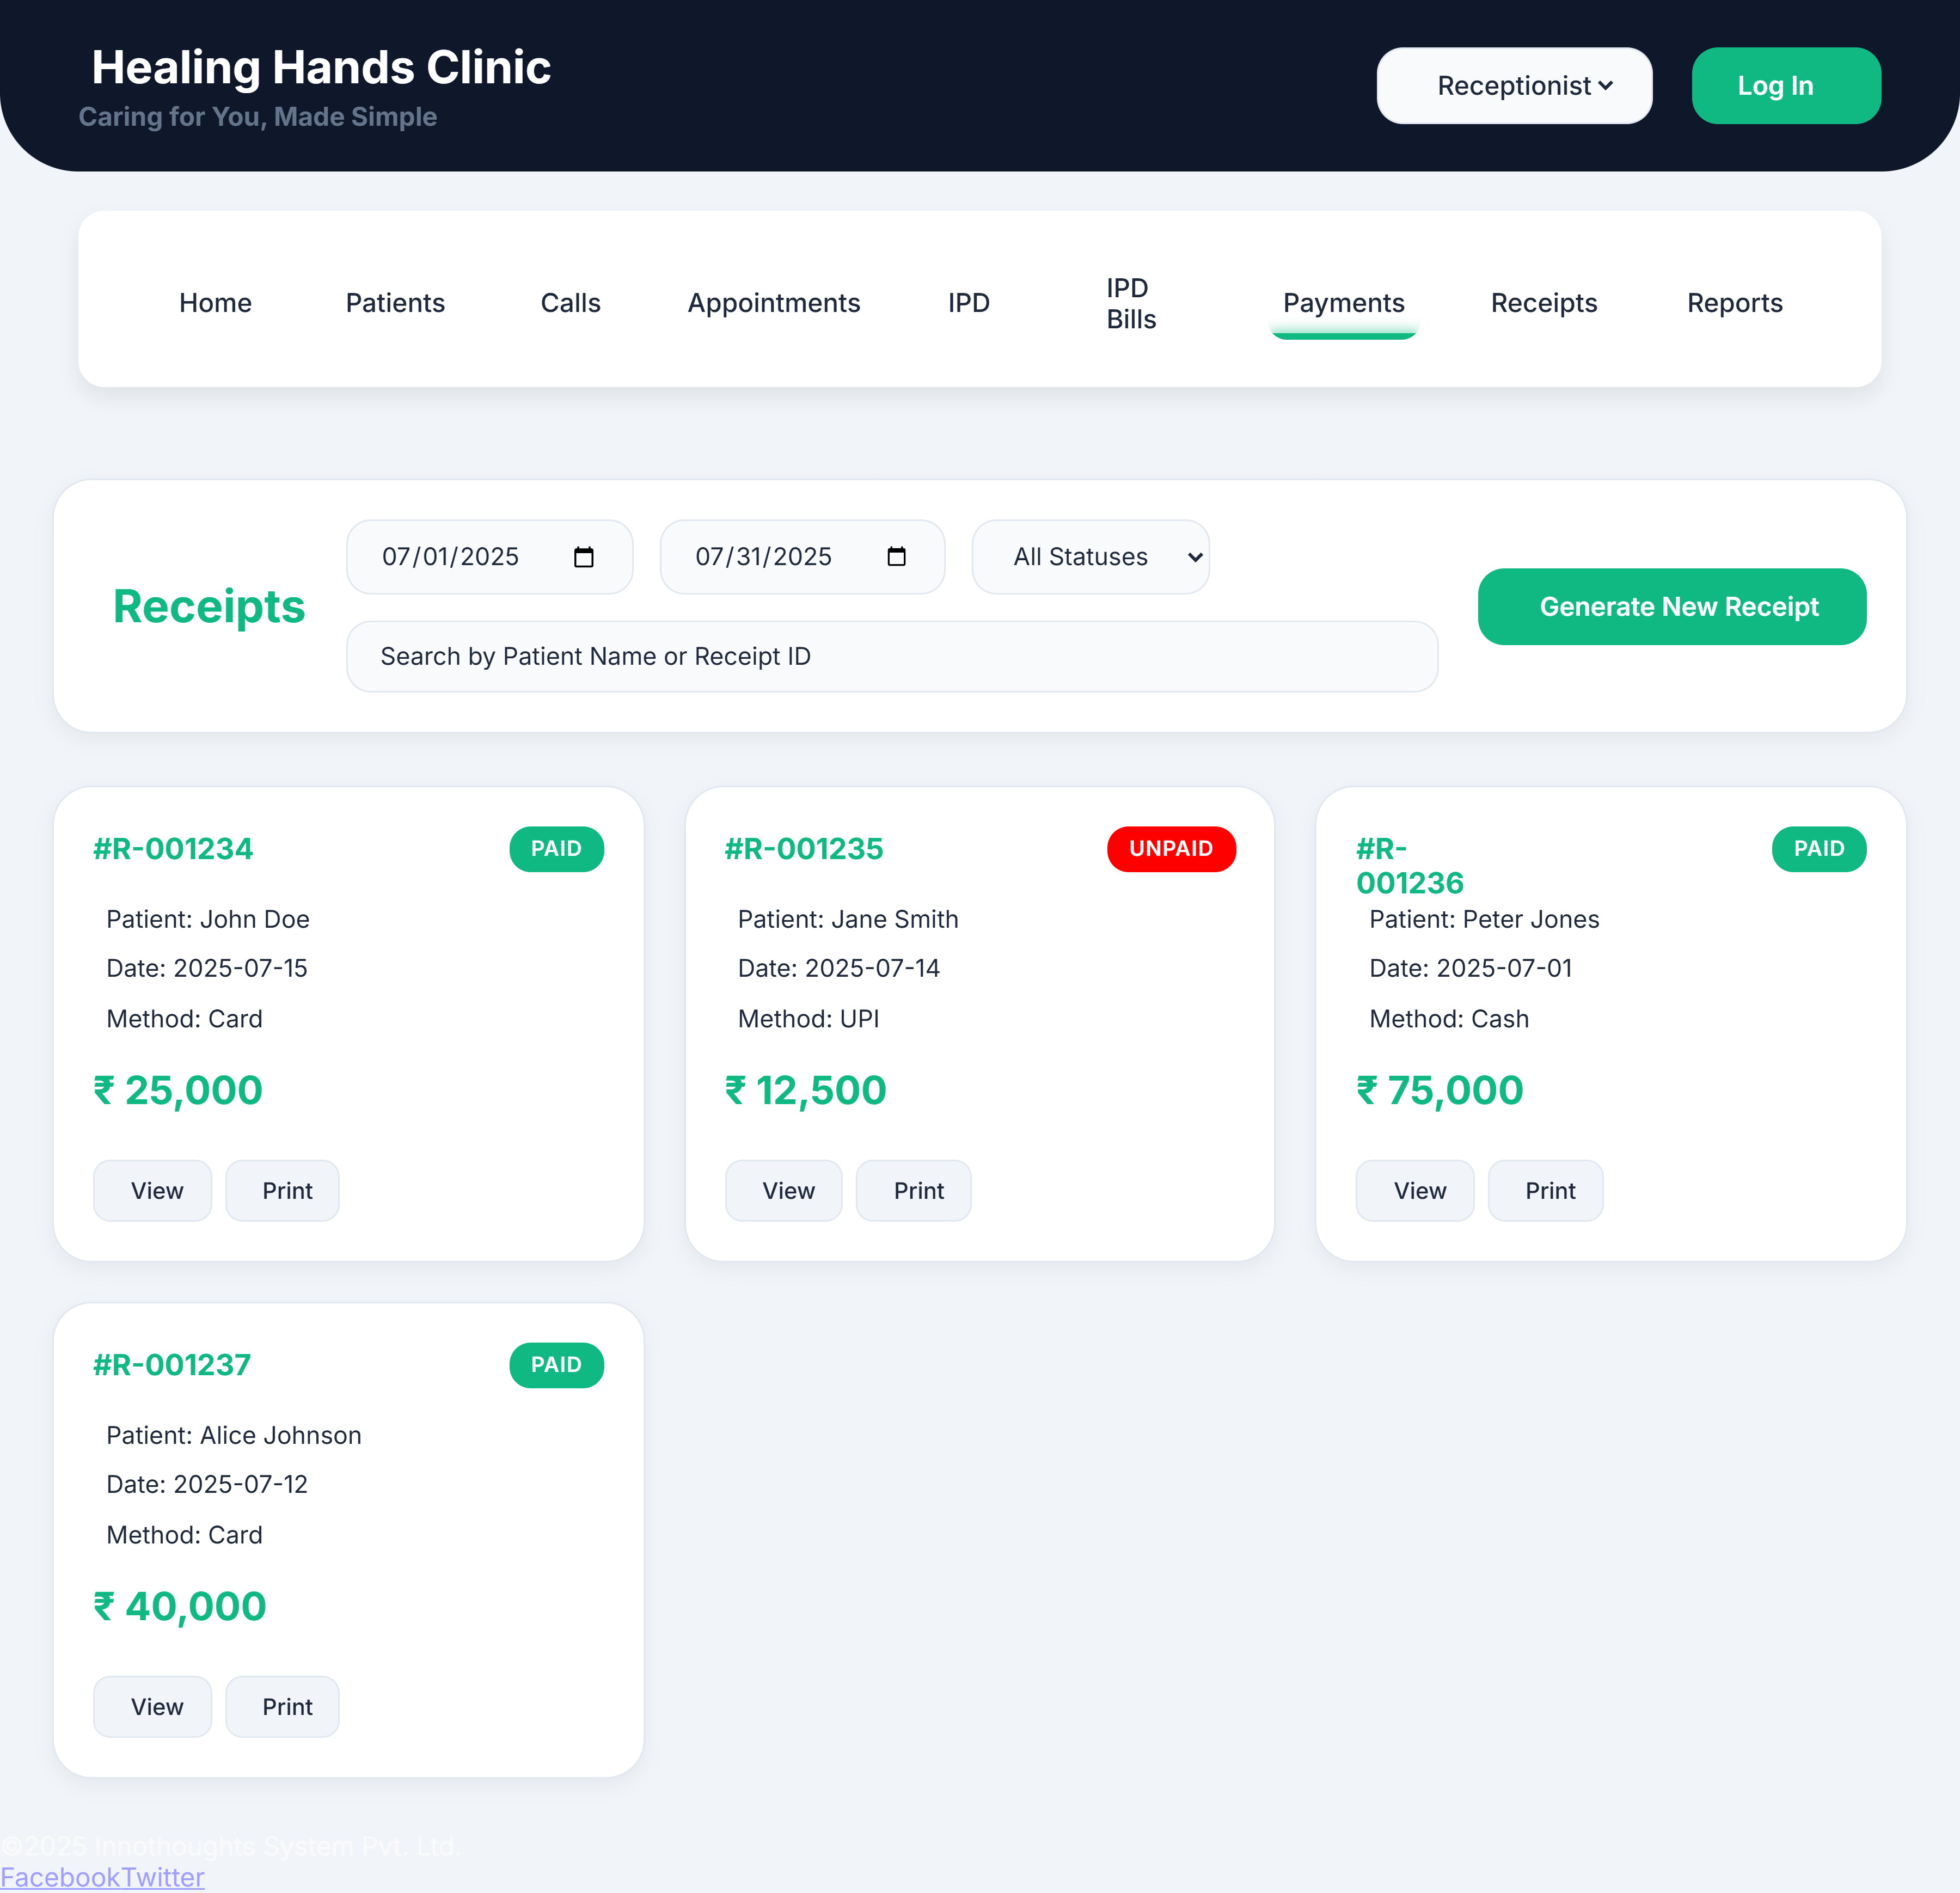 Healing Hands Clinic
Caring for You, Made Simple
Receptionist
Log In
Home
Patients
Calls
Appointments
IPD
IPD
Bills
Payments
Receipts
Reports
Receipts
07/01/2025
07/31/2025
All Statuses
Search by Patient Name or Receipt ID
Generate New Receipt
#R-001234
PAID
Patient: John Doe
Date: 2025-07-15
Method: Card
₹ 25,000
View
Print
#R-001235
UNPAID
Patient: Jane Smith
Date: 2025-07-14
Method: UPI
₹ 12,500
View
Print
#R-
001236
PAID
Patient: Peter Jones
Date: 2025-07-01
Method: Cash
₹ 75,000
View
Print
#R-001237
PAID
Patient: Alice Johnson
Date: 2025-07-12
Method: Card
₹ 40,000
View
Print
©2025 Innothoughts System Pvt. Ltd.
FacebookTwitter